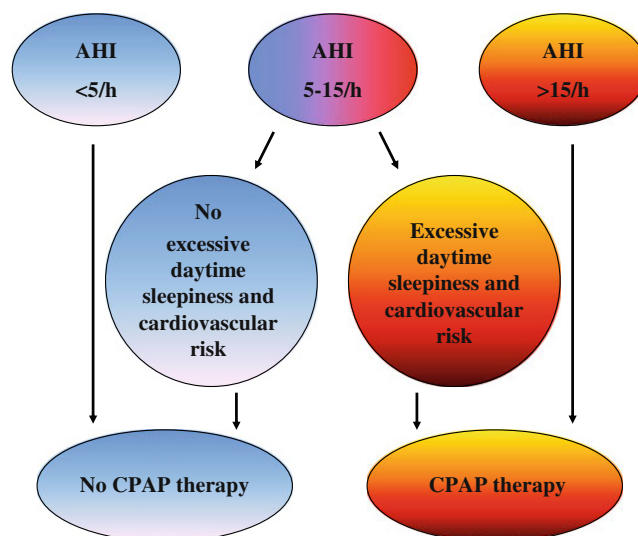 AHI
<5/h
AHI
5-15/h
AHI
>15/h
No
excessive
daytime
sleepiness and
cardiovascular
risk
Excessive
daytime
sleepiness and
cardiovascular
risk
No CPAP therapy
CPAP therapy